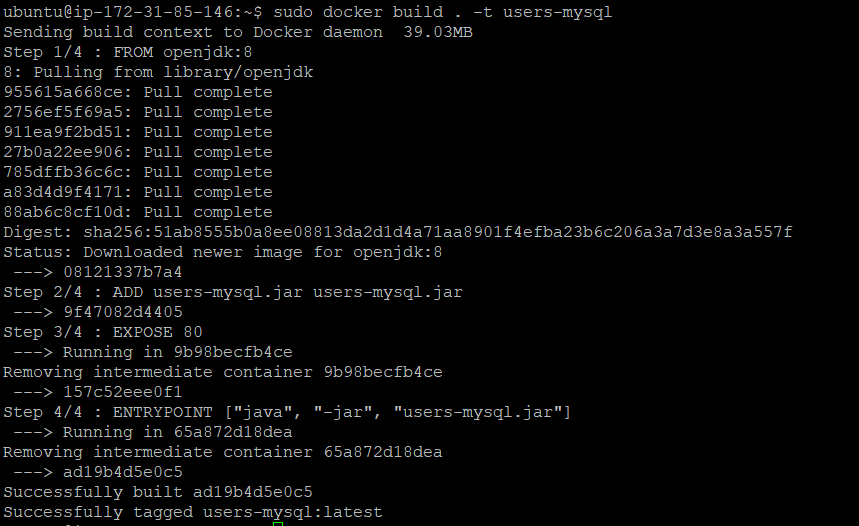 ubuntu@ip-172-31-85-146:~$ sudo docker build . -t users-mysql
Sending build context to Docker daemon  39.03MB
Step 1/4 : FROM openjdk:8
8: Pulling from library/openjdk
955615a668ce: Pull complete
2756ef5f69a5: Pull complete
911ea9f2bd51: Pull complete
27b0a22ee906: Pull complete
785dffb36c6c: Pull complete
a83d4d9f4171: Pull complete
88ab6c8cf10d: Pull complete
Digest: sha256:51ab8555b0a8ee08813da2d1d4a71aa8901f4efba23b6c206a3a7d3e8a3a557f
Status: Downloaded newer image for openjdk:8
 ---> 08121337b7a4
Step 2/4 : ADD users-mysql.jar users-mysql.jar
 ---> 9f47082d4405
Step 3/4 : EXPOSE 80
 ---> Running in 9b98becfb4ce
Removing intermediate container 9b98becfb4ce
 ---> 157c52eee0f1
Step 4/4 : ENTRYPOINT ["java", "-jar", "users-mysql.jar"]
 ---> Running in 65a872d18dea
Removing intermediate container 65a872d18dea
 ---> ad19b4d5e0c5
Successfully built ad19b4d5e0c5
Successfully tagged users-mysql:latest